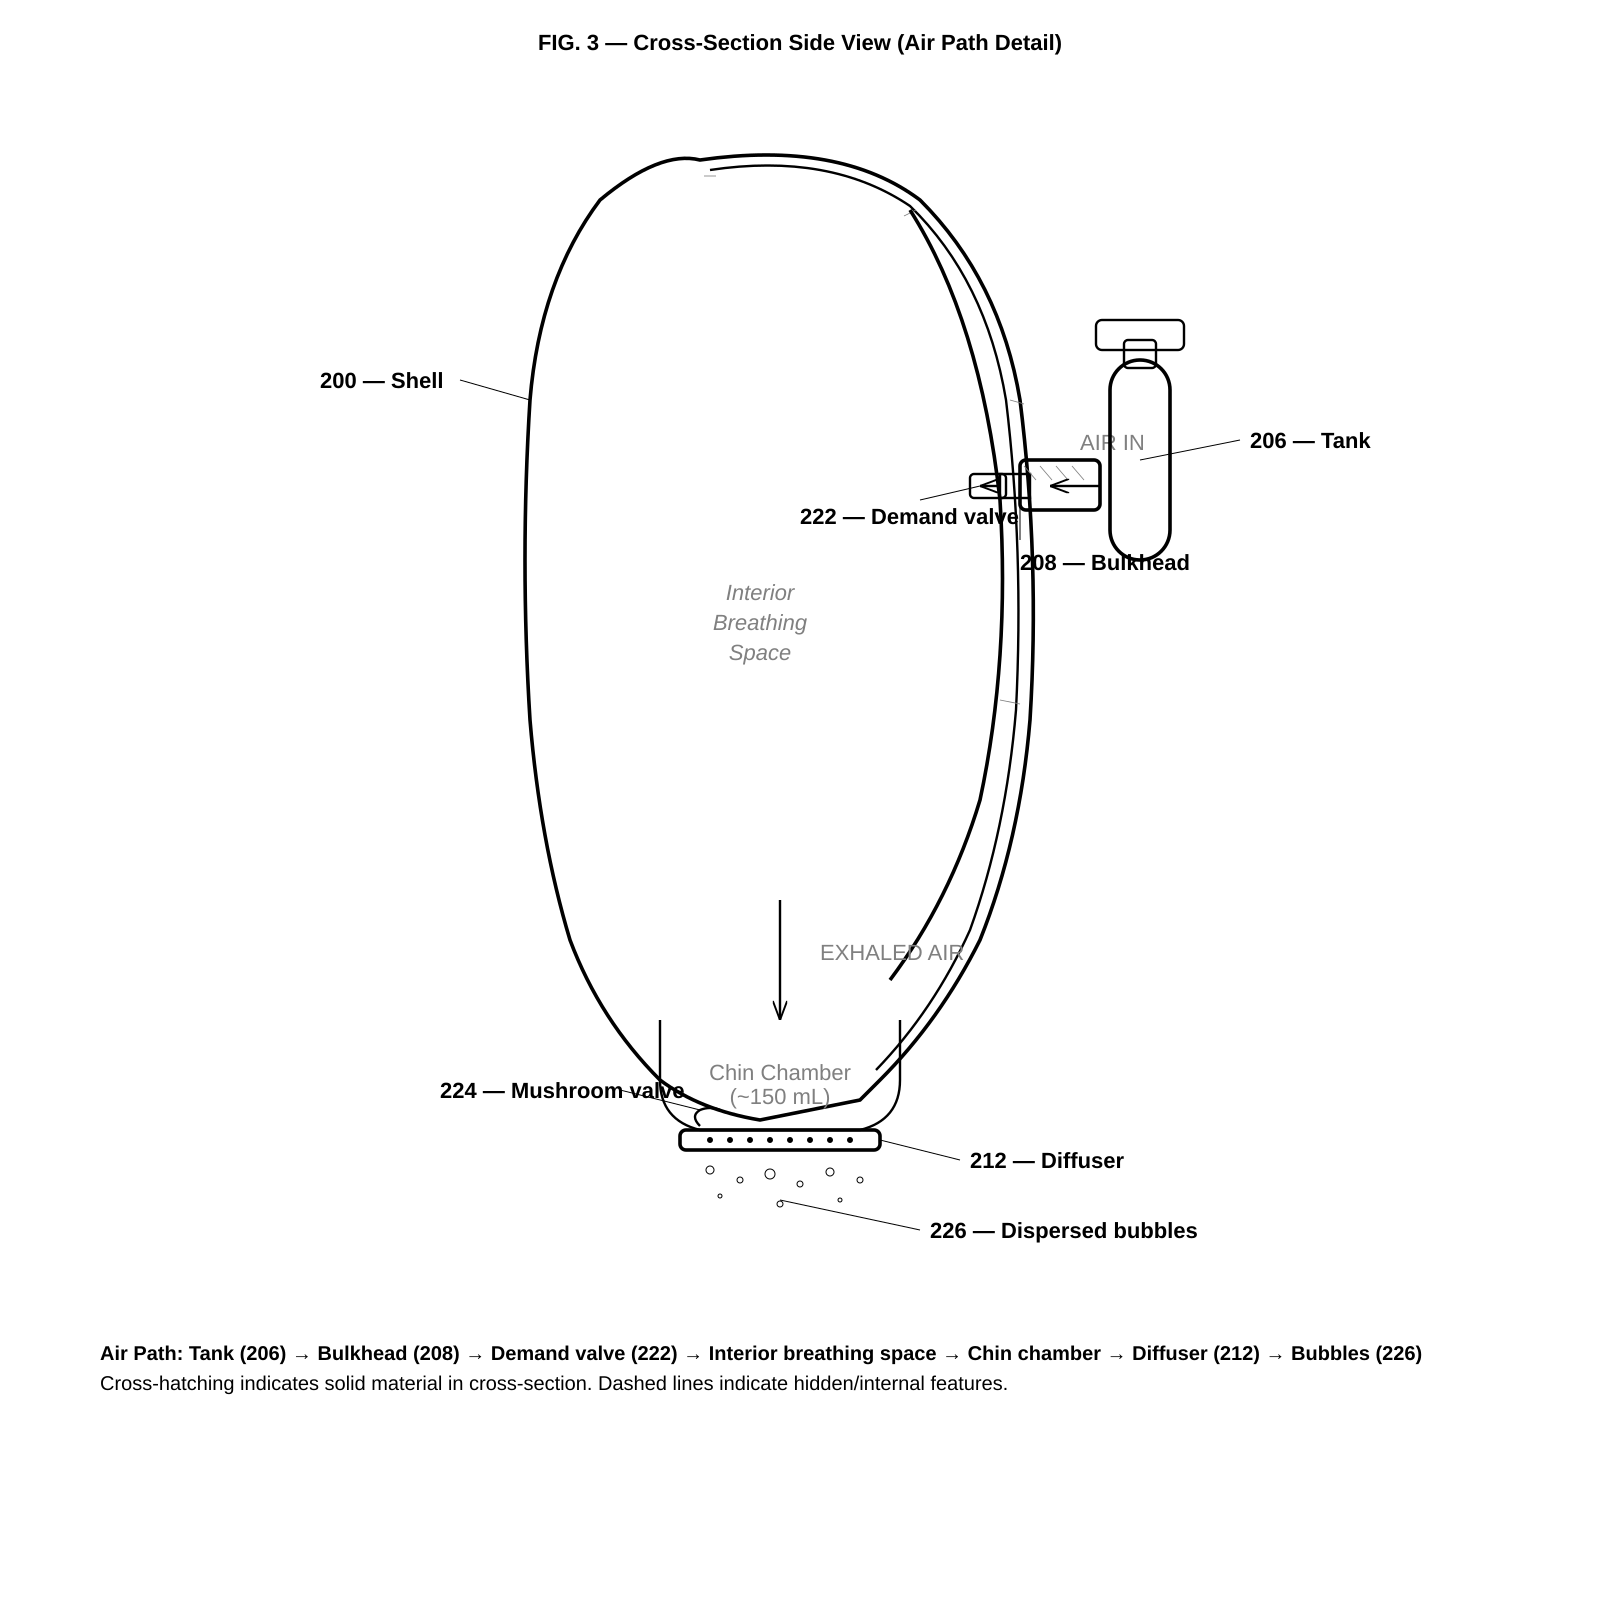 FIG. 3 — Cross-Section Side View (Air Path Detail)
200 — Shell
AIR IN
206 — Tank
222 — Demand valve
208 — Bulkhead
Interior
Breathing
Space
EXHALED AIR
Chin Chamber
(~150 mL)
224 — Mushroom valve
212 — Diffuser
226 — Dispersed bubbles
Air Path: Tank (206) → Bulkhead (208) → Demand valve (222) → Interior breathing space → Chin chamber → Diffuser (212) → Bubbles (226)
Cross-hatching indicates solid material in cross-section. Dashed lines indicate hidden/internal features.